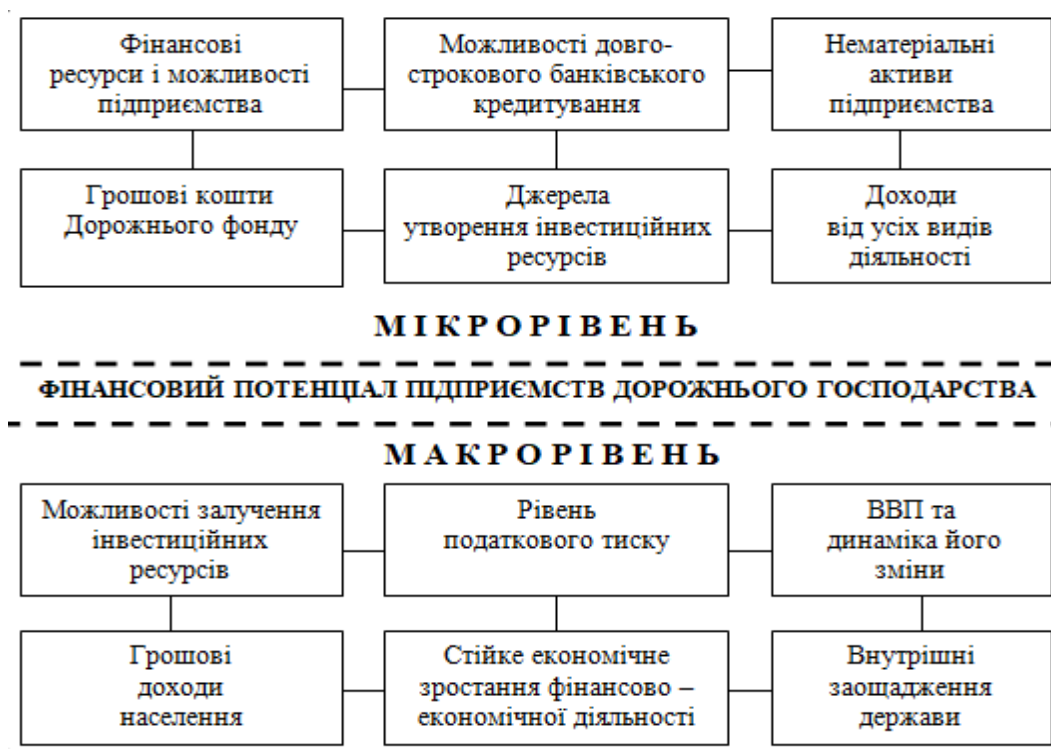 Фінансові
ресурси і можливості
підприємства
Можливості довго-
строкового банківського
кредитування
Нематеріальні
активи
підприємства
Грошові кошти
Дорожнього фонду
Джерела
утворення інвестиційних
ресурсів
Доходи
від усіх видів
діяльності
МІКРОРІВЕНЬ
ФІНАНСОВИЙ ПОТЕНЦІАЛ ПІДПРИЄМСТВ ДОРОЖНЬОГО ГОСПОДАРСТВА
МАКРОРІВЕНЬ
Можливості залучення
інвестиційних
ресурсів
Рівень
податкового тиску
ВВП та
динаміка його
зміни
Грошові
доходи
населення
Стійке економічне
зростання фінансово –
економічної діяльності
Внутрішні
заощадження
держави